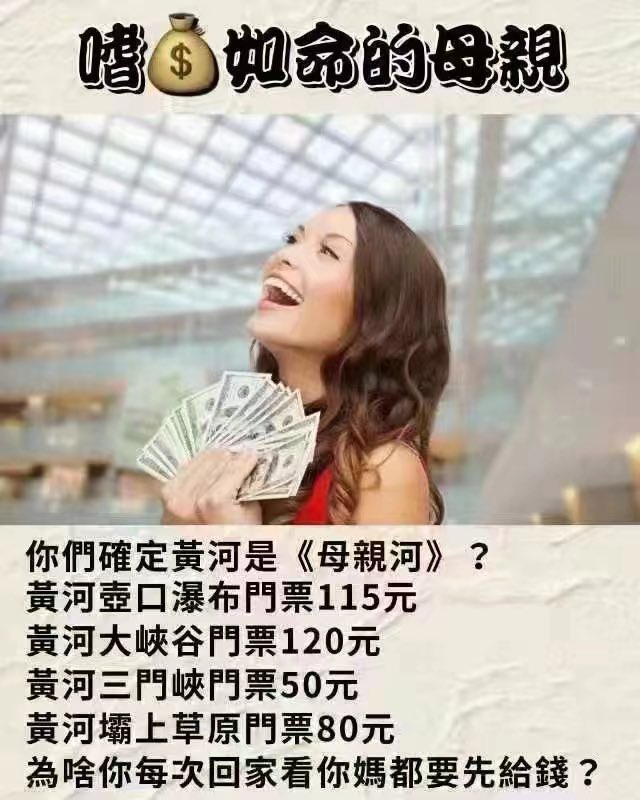 嗜💰如命的母親
你們確定黃河是《母親河》？
黃河壺口瀑布門票115元
黃河大峽谷門票120元
黃河三門峽門票50元
黃河壩上草原門票80元
為啥你每次回家看你媽都要先給錢？